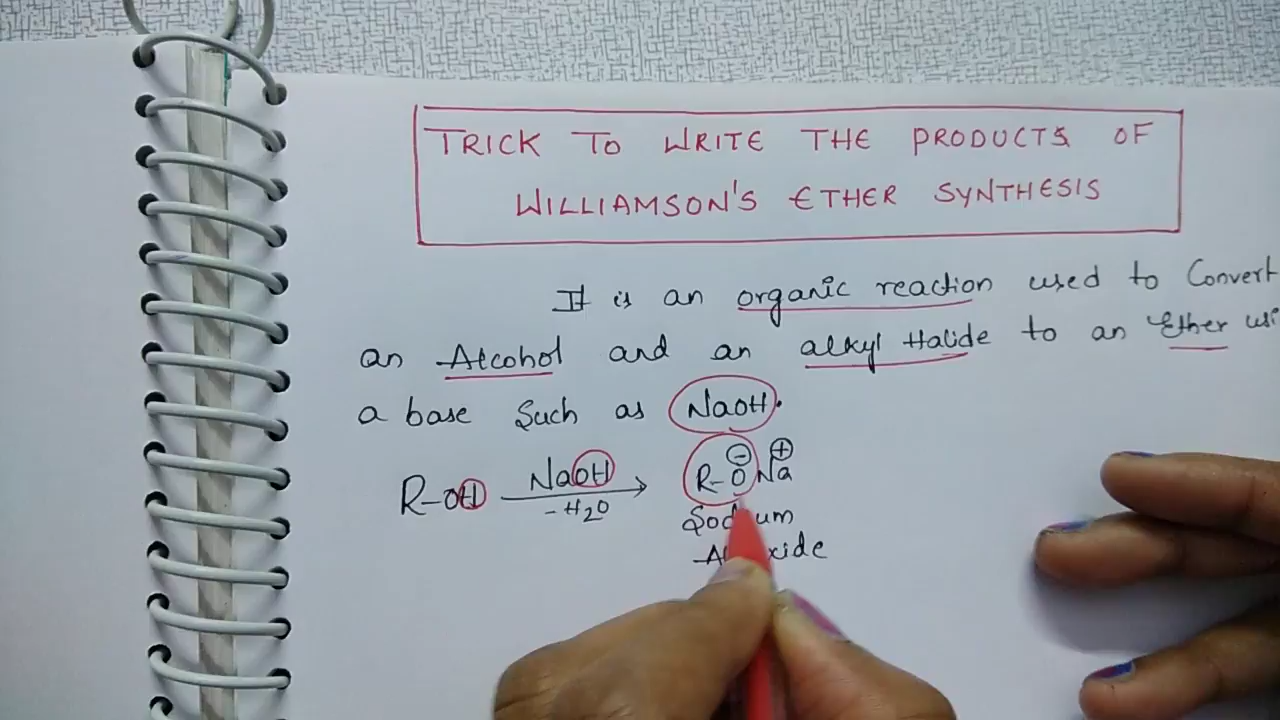 TRICK TO WRITE THE PRODUCTS OF
WILLIAMSON'S ETHER SYNTHESIS
It is an organic reaction used to Convert
an Alcohol and an alkyl Halide to an Ether
a base Such as NaOH.
R-OH NaOH -H2O → R-O⊖ Na⊕
Sodium